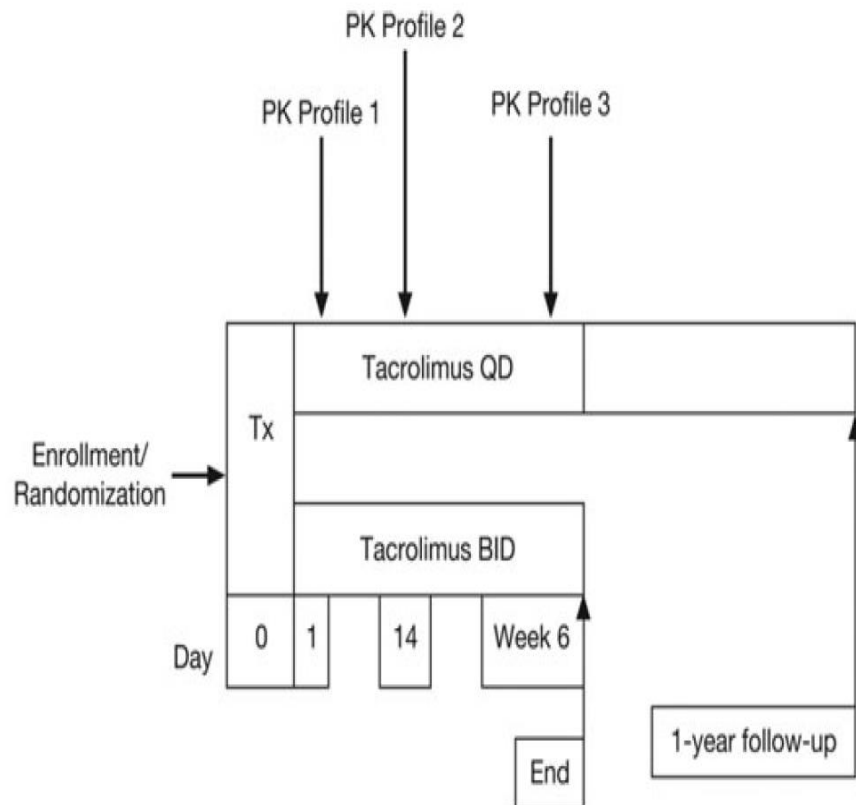 PK Profile 2
PK Profile 1
PK Profile 3
Tacrolimus QD
Tx
Enrollment/
Randomization
Tacrolimus BID
Day
0
1
14
Week 6
1-year follow-up
End